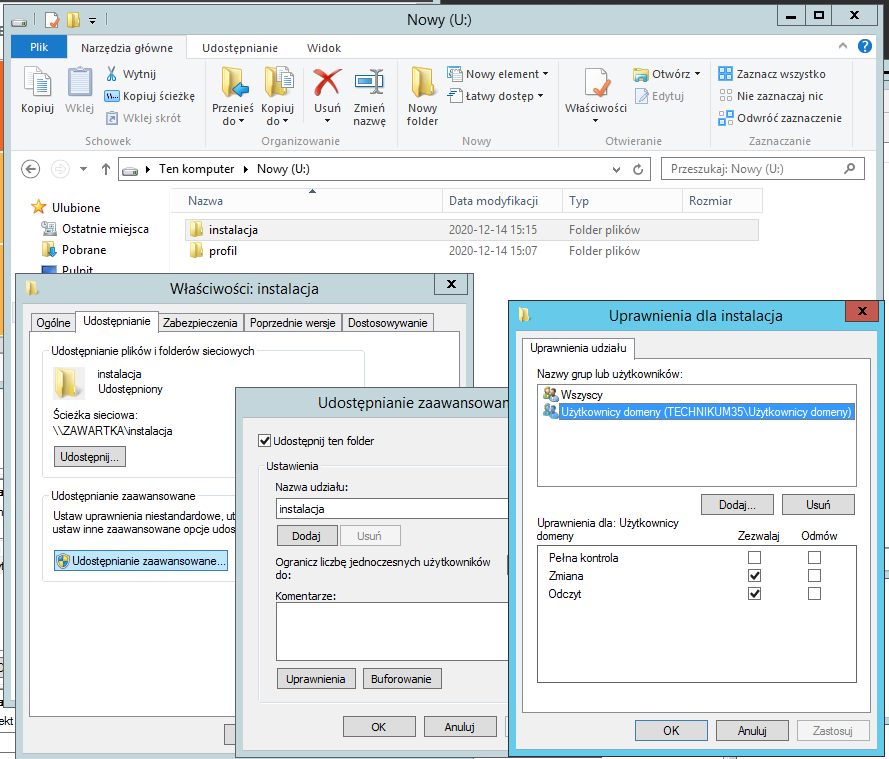 Nowy (U:)
Plik
Narzędzia główne
Udostępnianie
Widok
Kopiuj
Wklej
Wytnij
Kopiuj ścieżkę
Wklej skrót
Schowek
Przenieś do
Kopiuj do
Usuń
Zmień nazwę
Organizowanie
Nowy folder
Nowy element
Łatwy dostęp
Nowy
Właściwości
Otwórz
Edytuj
Otwieranie
Zaznacz wszystko
Nie zaznaczaj nic
Odwróć zaznaczenie
Zaznaczanie
Ten komputer
Nowy (U:)
Przeszukaj: Nowy (U:)
Ulubione
Ostatnie miejsca
Pobrane
Pulpit
Nazwa
Data modyfikacji
Typ
Rozmiar
instalacja 2020-12-14 15:15 Folder plików
profil 2020-12-14 15:07 Folder plików
Właściwości: instalacja
Ogólne
Udostępnianie
Zabezpieczenia
Poprzednie wersje
Dostosowywanie
Udostępnianie plików i folderów sieciowych
instalacja
Udostępniony
Ścieżka sieciowa:
\\ZAWARTKA\instalacja
Udostępnij...
Udostępnianie zaawansowane
Ustaw uprawnienia niestandardowe, ut
ustaw inne zaawansowane opcje udos
Udostępnianie zaawansowane...
Udostępnianie zaawansowan
Udostępnij ten folder
Ustawienia
Nazwa udziału:
instalacja
Dodaj
Usuń
Ogranicz liczbę jednoczesnych użytkowników
do:
Komentarze:
Uprawnienia
Buforowanie
OK
Anuluj
Uprawnienia dla instalacja
Uprawnienia udziału
Nazwy grup lub użytkowników:
Wszyscy
Użytkownicy domeny (TECHNIKUM35\Użytkownicy domeny)
Dodaj...
Usuń
Uprawnienia dla: Użytkownicy
domeny
Zezwalaj
Odmów
Pełna kontrola
Zmiana
Odczyt
OK
Anuluj
Zastosuj